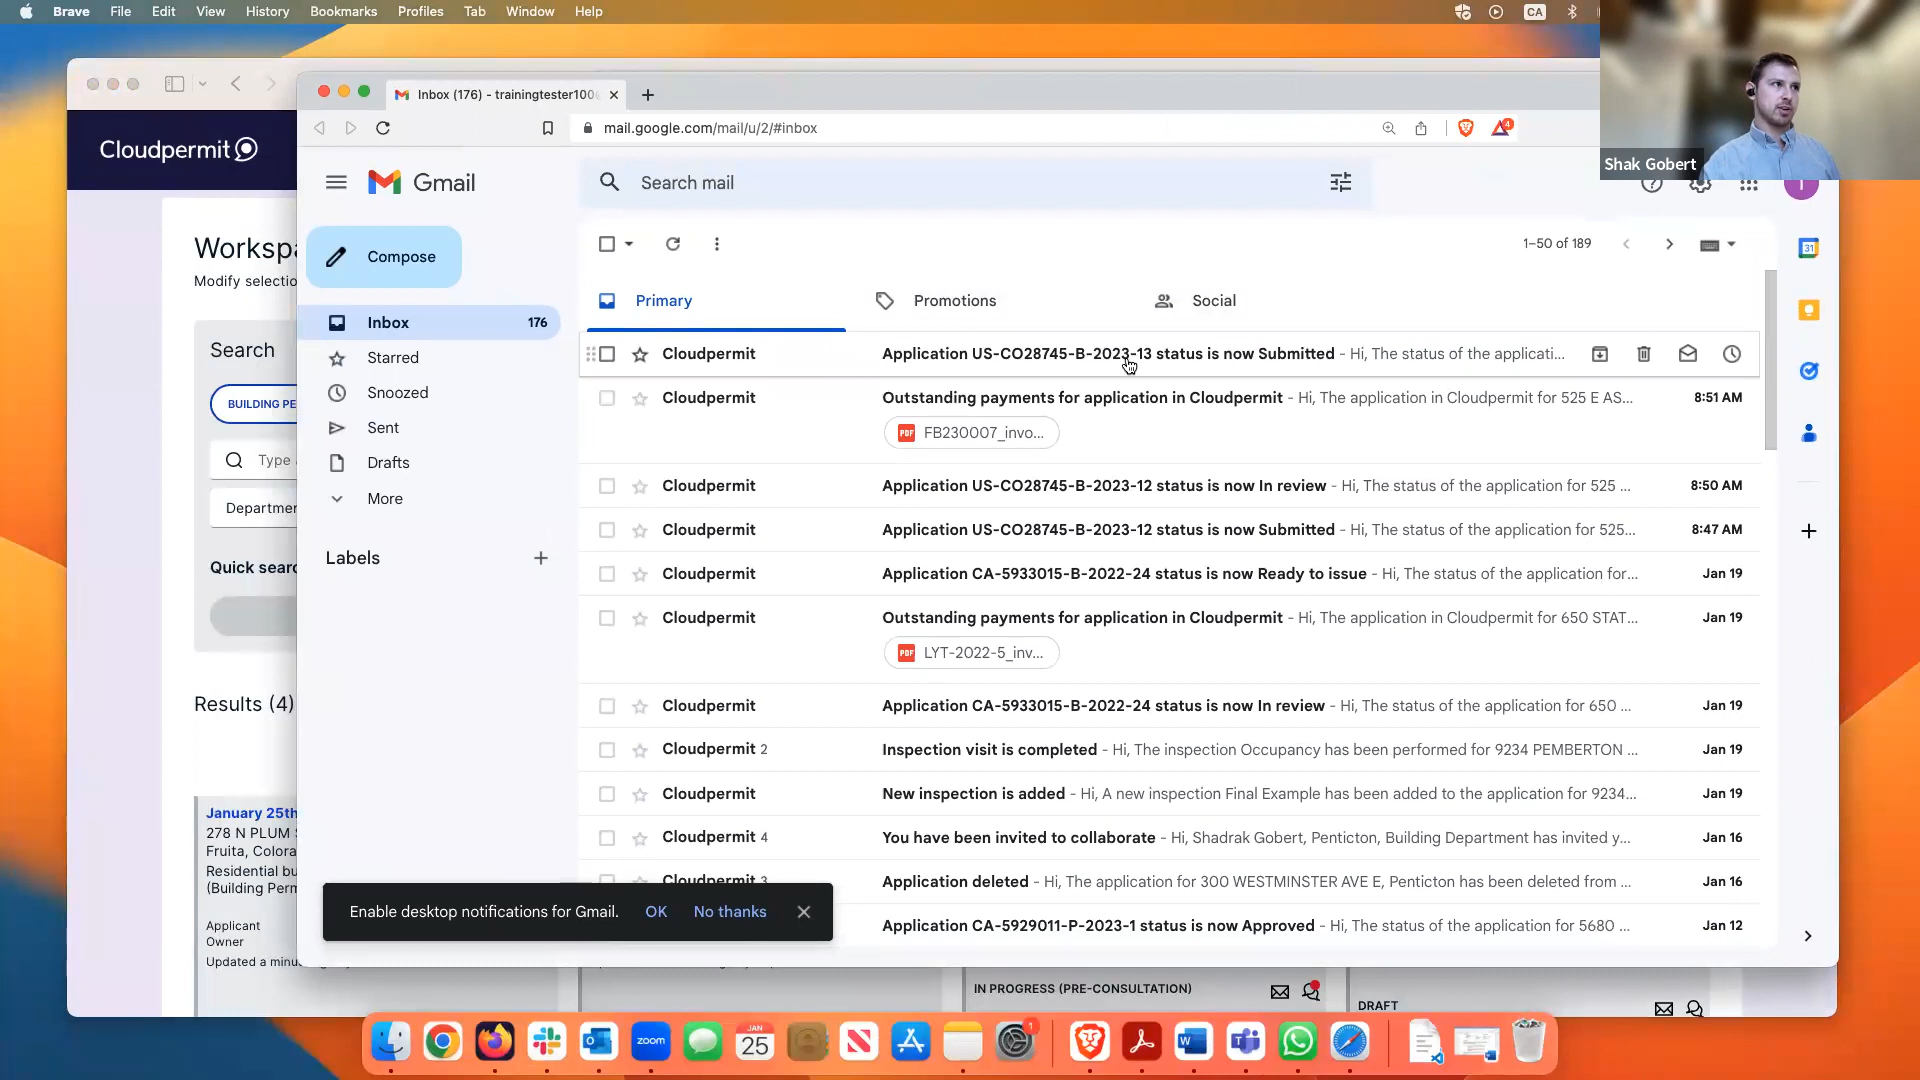 Brave File Edit View History Bookmarks Profiles Tab Window Help
CA
Shak Gobert
Inbox (176) - trainingtester100
mail.google.com/mail/u/2/#inbox
4
Cloudpermit
Gmail
Search mail
Compose
Inbox 176
Starred
Snoozed
Sent
Drafts
More
Labels
1–50 of 189
Primary
Promotions
Social
31
Cloudpermit Application US-CO28745-B-2023-13 status is now Submitted - Hi, The status of the applicati...
Cloudpermit Outstanding payments for application in Cloudpermit - Hi, The application in Cloudpermit for 525 E AS... 8:51 AM
PDF FB230007_invo...
Cloudpermit Application US-CO28745-B-2023-12 status is now In review - Hi, The status of the application for 525 ... 8:50 AM
Cloudpermit Application US-CO28745-B-2023-12 status is now Submitted - Hi, The status of the application for 525... 8:47 AM
Cloudpermit Application CA-5933015-B-2022-24 status is now Ready to issue - Hi, The status of the application for... Jan 19
Cloudpermit Outstanding payments for application in Cloudpermit - Hi, The application in Cloudpermit for 650 STAT... Jan 19
PDF LYT-2022-5_inv...
Cloudpermit Application CA-5933015-B-2022-24 status is now In review - Hi, The status of the application for 650 ... Jan 19
Cloudpermit 2 Inspection visit is completed - Hi, The inspection Occupancy has been performed for 9234 PEMBERTON ... Jan 19
Cloudpermit New inspection is added - Hi, A new inspection Final Example has been added to the application for 9234... Jan 19
Cloudpermit 4 You have been invited to collaborate - Hi, Shadrak Gobert, Penticton, Building Department has invited y... Jan 16
Cloudpermit 3 Application deleted - Hi, The application for 300 WESTMINSTER AVE E, Penticton has been deleted from ... Jan 16
Application CA-5929011-P-2023-1 status is now Approved - Hi, The status of the application for 5680 ... Jan 12
Enable desktop notifications for Gmail. OK No thanks
Workspa
Modify selectio
Search
BUILDING PE
Type
Departmen
Quick searc
Results (4)
January 25th
278 N PLUM
Fruita, Colora
Residential bu
(Building Perm
Applicant
Owner
Updated a minu
IN PROGRESS (PRE-CONSULTATION)
DRAFT
zoom
JAN
25
1